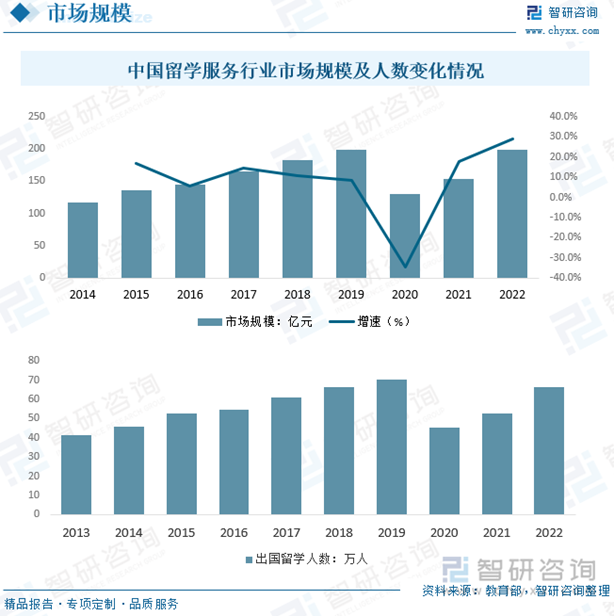 市场规模
智研咨询
www.chyxx.com
中国留学服务行业市场规模及人数变化情况
250
200
150
100
50
0
40.0%
30.0%
20.0%
10.0%
0.0%
-10.0%
-20.0%
-30.0%
-40.0%
2014 2015 2016 2017 2018 2019 2020 2021 2022
市场规模：亿元 增速（%）
80
70
60
50
40
30
20
10
0
2013 2014 2015 2016 2017 2018 2019 2020 2021 2022
出国留学人数：万人
智研咨询
资料来源：教育部，智研咨询整理
精品报告・专项定制・品质服务